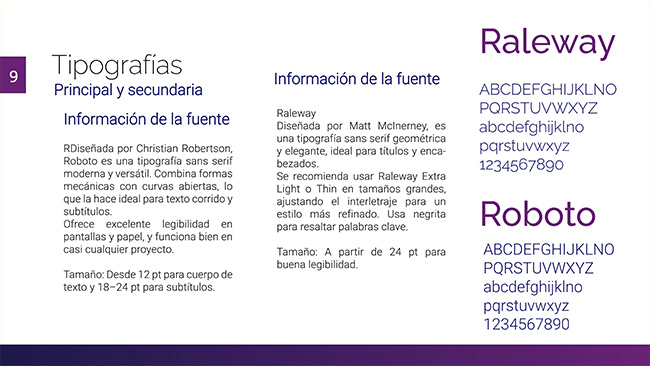 9
Tipografías
Principal y secundaria
Información de la fuente
RDiseñada por Christian Robertson,
Roboto es una tipografía sans serif
moderna y versátil. Combina formas
mecánicas con curvas abiertas, lo
que la hace ideal para texto corrido y
subtítulos.
Ofrece excelente legibilidad en
pantallas y papel, y funciona bien en
casi cualquier proyecto.
Tamaño: Desde 12 pt para cuerpo de
texto y 18–24 pt para subtítulos.
Información de la fuente
Raleway
Diseñada por Matt McInerney, es
una tipografía sans serif geométrica
y elegante, ideal para títulos y enca-
bezados.
Se recomienda usar Raleway Extra
Light o Thin en tamaños grandes,
ajustando el interletraje para un
estilo más refinado. Usa negrita
para resaltar palabras clave.
Tamaño: A partir de 24 pt para
buena legibilidad.
Raleway
ABCDEFGHIJKLNO
PQRSTUVWXYZ
abcdefghijklno
pqrstuvwxyz
1234567890
Roboto
ABCDEFGHIJKLNO
PQRSTUVWXYZ
abcdefghijklno
pqrstuvwxyz
1234567890